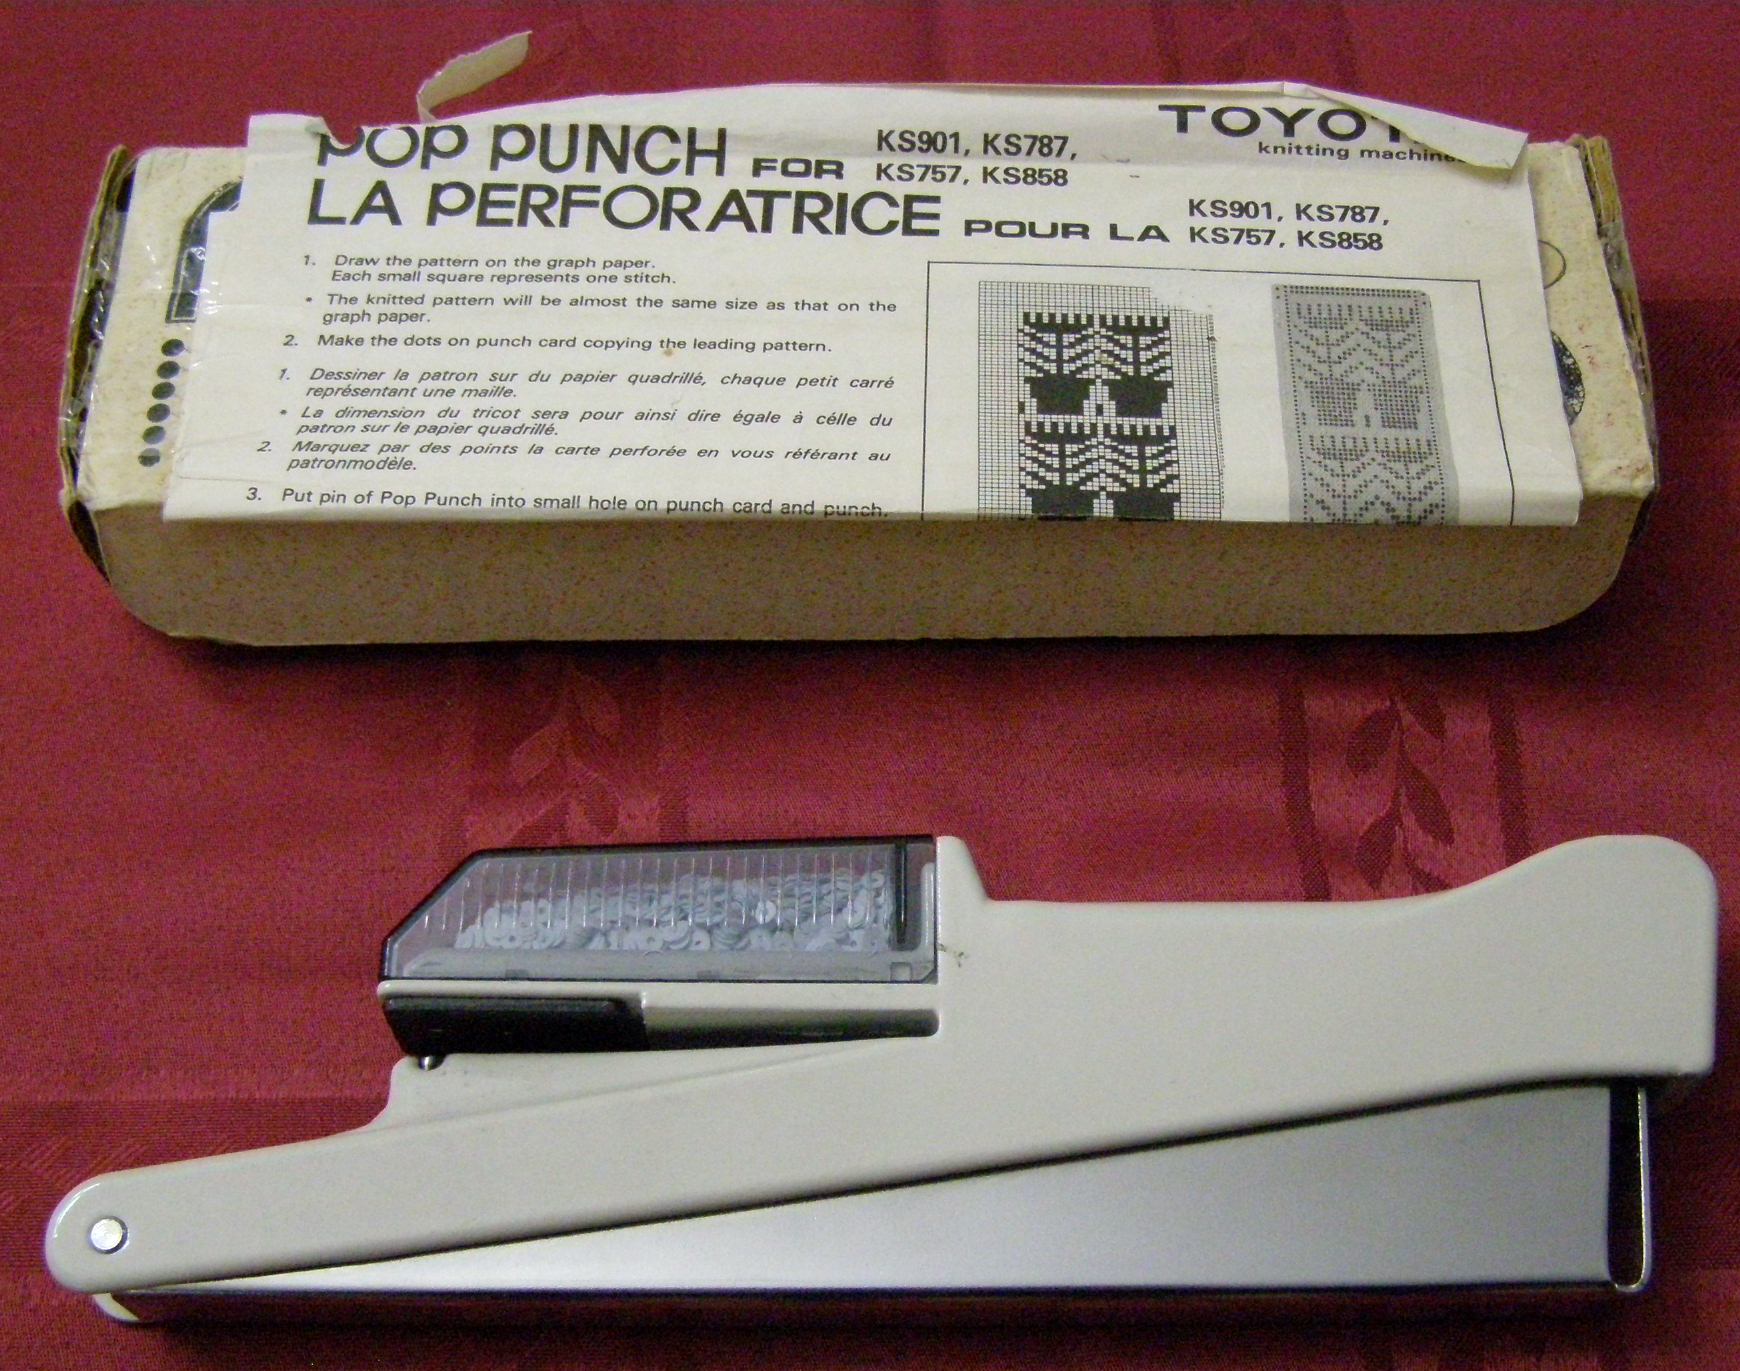 TOYOT
knitting machine
POP PUNCH FOR KS901, KS787,
KS757, KS858
LA PERFORATRICE POUR LA KS901, KS787,
KS757, KS858
1. Draw the pattern on the graph paper.
Each small square represents one stitch.
• The knitted pattern will be almost the same size as that on the
graph paper.
2. Make the dots on punch card copying the leading pattern.
1. Dessiner la patron sur du papier quadrillé, chaque petit carré
représentant une maille.
• La dimension du tricot sera pour ainsi dire égale à célle du
patron sur le papier quadrillé.
2. Marquez par des points la carte perforée en vous référant au
patronmodèle.
3. Put pin of Pop Punch into small hole on punch card and punch.